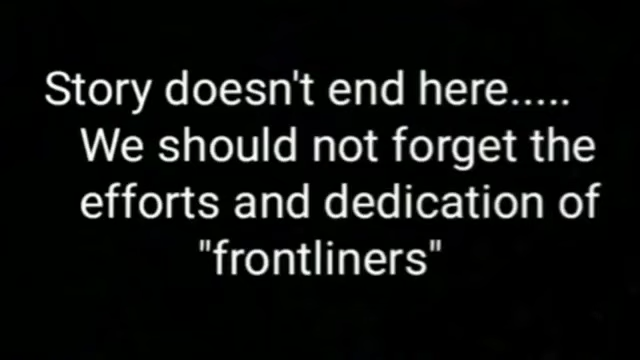 Story doesn't end here.....
We should not forget the
efforts and dedication of
"frontliners"